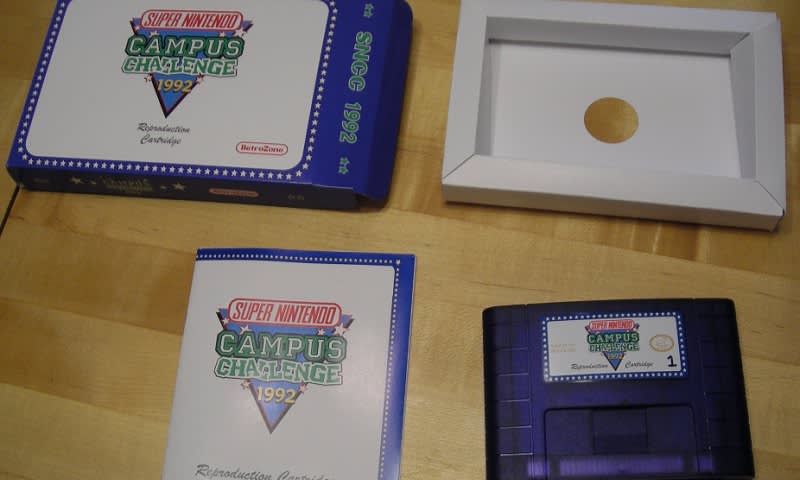 SUPER NINTENDO
CAMPUS
CHALLENGE
1992
Reproduction
Cartridge
RetroZone
SNCC 1992
SUPER NINTENDO
CAMPUS
CHALLENGE
1992
Reproduction Cartridge
SUPER NINTENDO
CAMPUS
CHALLENGE
1992
Reproduction Cartridge
1